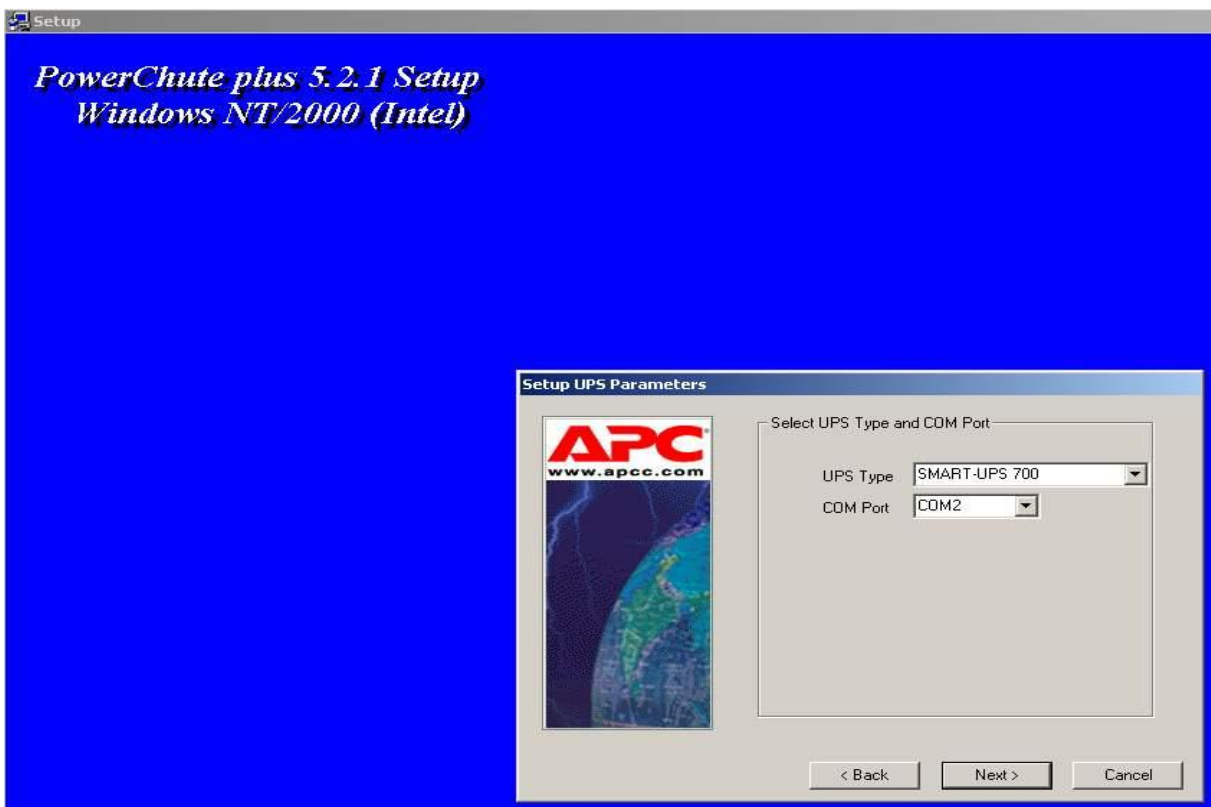 Setup
PowerChute plus 5.2.1 Setup
Windows NT/2000 (Intel)
Setup UPS Parameters
APC
www.apcc.com
Select UPS Type and COM Port
UPS Type SMART-UPS 700
COM Port COM2
< Back Next > Cancel